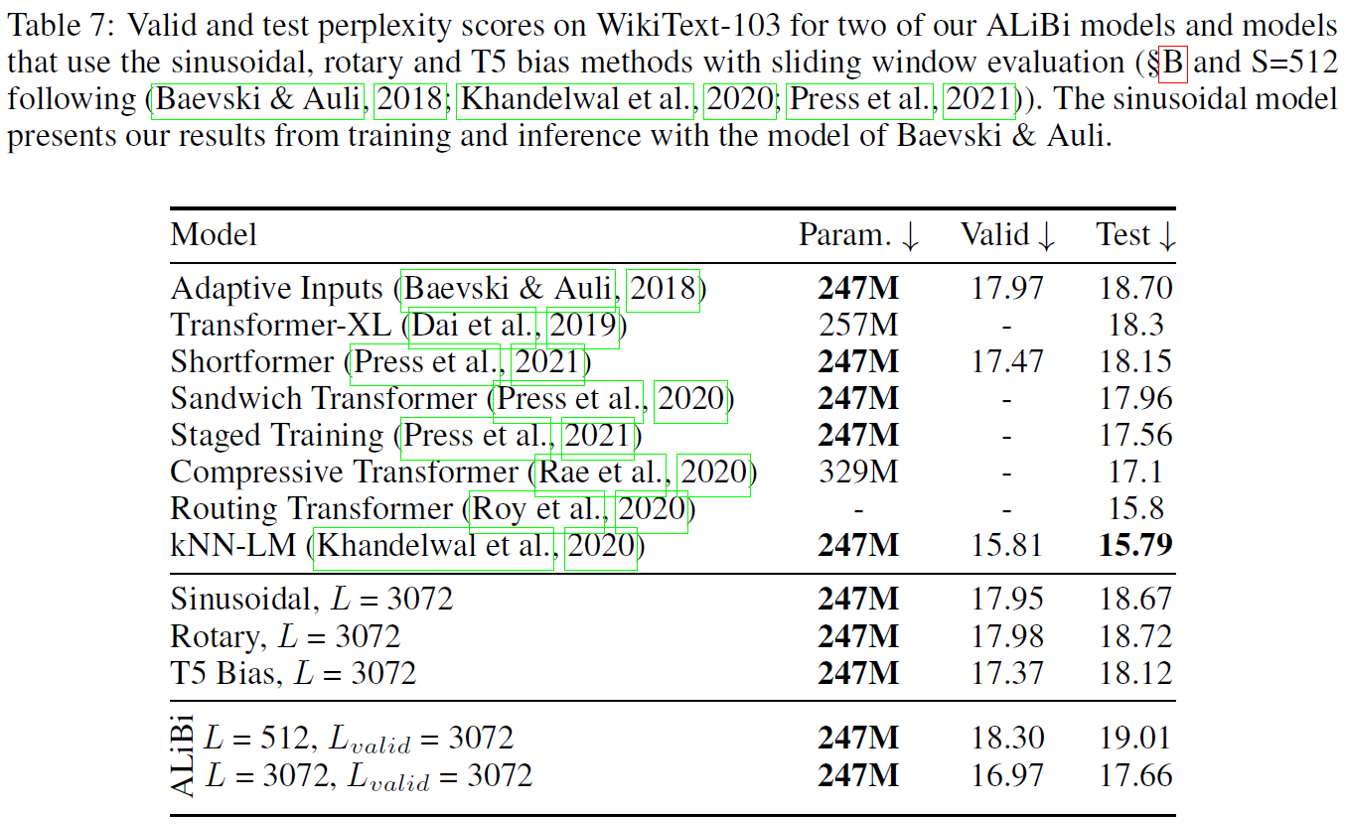 Table 7: Valid and test perplexity scores on WikiText-103 for two of our ALiBi models and models
that use the sinusoidal, rotary and T5 bias methods with sliding window evaluation (§B and S=512
following (Baevski & Auli, 2018; Khandelwal et al., 2020; Press et al., 2021)). The sinusoidal model
presents our results from training and inference with the model of Baevski & Auli.
Model Param. ↓ Valid ↓ Test ↓
Adaptive Inputs (Baevski & Auli, 2018) 247M 17.97 18.70
Transformer-XL (Dai et al., 2019) 257M - 18.3
Shortformer (Press et al., 2021) 247M 17.47 18.15
Sandwich Transformer (Press et al., 2020) 247M - 17.96
Staged Training (Press et al., 2021) 247M - 17.56
Compressive Transformer (Rae et al., 2020) 329M - 17.1
Routing Transformer (Roy et al., 2020) - - 15.8
kNN-LM (Khandelwal et al., 2020) 247M 15.81 15.79
Sinusoidal, L = 3072 247M 17.95 18.67
Rotary, L = 3072 247M 17.98 18.72
T5 Bias, L = 3072 247M 17.37 18.12
ALiBi
L = 512, L_valid = 3072 247M 18.30 19.01
L = 3072, L_valid = 3072 247M 16.97 17.66